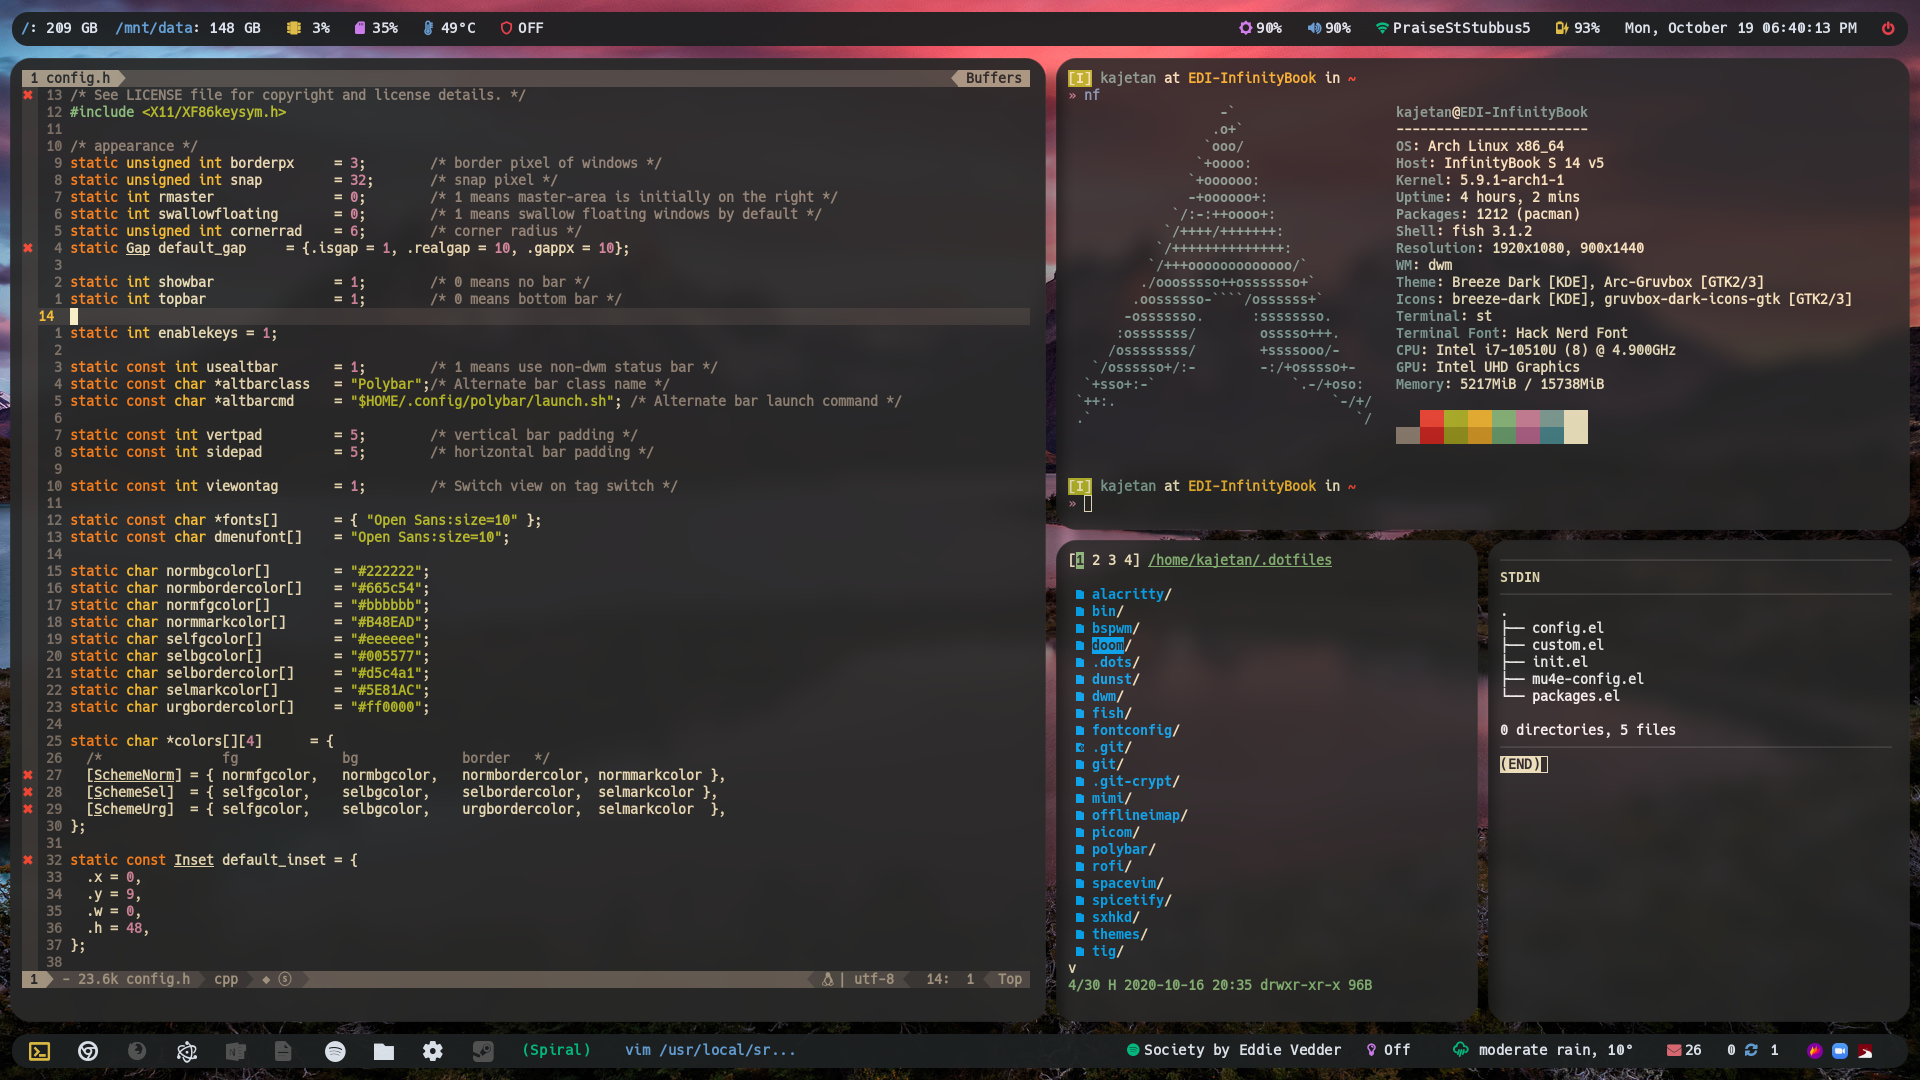 /: 209 GB /mnt/data: 148 GB 3% 35% 49°C OFF
90% 90% PraiseStStubbus5 93% Mon, October 19 06:40:13 PM
1 config.h Buffers
13 /* See LICENSE file for copyright and license details. */
12 #include <X11/XF86keysym.h>
11
10 /* appearance */
9 static unsigned int borderpx = 3; /* border pixel of windows */
8 static unsigned int snap = 32; /* snap pixel */
7 static int rmaster = 0; /* 1 means master-area is initially on the right */
6 static int swallowfloating = 0; /* 1 means swallow floating windows by default */
5 static unsigned int cornerrad = 6; /* corner radius */
4 static Gap default_gap = {.isgap = 1, .realgap = 10, .gappx = 10};
3
2 static int showbar = 1; /* 0 means no bar */
1 static int topbar = 1; /* 0 means bottom bar */
14
1 static int enablekeys = 1;
2
3 static const int usealtbar = 1; /* 1 means use non-dwm status bar */
4 static const char *altbarclass = "Polybar";/* Alternate bar class name */
5 static const char *altbarcmd = "$HOME/.config/polybar/launch.sh"; /* Alternate bar launch command */
6
7 static const int vertpad = 5; /* vertical bar padding */
8 static const int sidepad = 5; /* horizontal bar padding */
9
10 static const int viewontag = 1; /* Switch view on tag switch */
11
12 static const char *fonts[] = { "Open Sans:size=10" };
13 static const char dmenufont[] = "Open Sans:size=10";
14
15 static char normbgcolor[] = "#222222";
16 static char normbordercolor[] = "#665c54";
17 static char normfgcolor[] = "#bbbbbb";
18 static char normmarkcolor[] = "#B48EAD";
19 static char selfgcolor[] = "#eeeeee";
20 static char selbgcolor[] = "#005577";
21 static char selbordercolor[] = "#d5c4a1";
22 static char selmarkcolor[] = "#5E81AC";
23 static char urgbordercolor[] = "#ff0000";
24
25 static char *colors[][4] = {
26 /* fg bg border */
27 [SchemeNorm] = { normfgcolor, normbgcolor, normbordercolor, normmarkcolor },
28 [SchemeSel] = { selfgcolor, selbgcolor, selbordercolor, selmarkcolor },
29 [SchemeUrg] = { selfgcolor, selbgcolor, urgbordercolor, selmarkcolor },
30 };
31
32 static const Inset default_inset = {
33 .x = 0,
34 .y = 9,
35 .w = 0,
36 .h = 48,
37 };
38
1 - 23.6k config.h cpp ◆ ⓢ | utf-8 14: 1 Top
[I] kajetan at EDI-InfinityBook in ~
» nf
-`
.o+`
`ooo/
`+oooo:
`+oooooo:
-+oooooo+:
`/:-:++oooo+:
`/++++/+++++++:
`/++++++++++++++:
`/+++ooooooooooooo/`
./ooosssso++osssssso+`
.oossssso-````/ossssss+`
-osssssso. :ssssssso.
:osssssss/ osssso+++.
/ossssssss/ +ssssooo/-
`/ossssso+/:- -:/+osssso+-
`+sso+:-` `.-/+oso:
`++:. `-/+/
.` `/
kajetan@EDI-InfinityBook
------------------------
OS: Arch Linux x86_64
Host: InfinityBook S 14 v5
Kernel: 5.9.1-arch1-1
Uptime: 4 hours, 2 mins
Packages: 1212 (pacman)
Shell: fish 3.1.2
Resolution: 1920x1080, 900x1440
WM: dwm
Theme: Breeze Dark [KDE], Arc-Gruvbox [GTK2/3]
Icons: breeze-dark [KDE], gruvbox-dark-icons-gtk [GTK2/3]
Terminal: st
Terminal Font: Hack Nerd Font
CPU: Intel i7-10510U (8) @ 4.900GHz
GPU: Intel UHD Graphics
Memory: 5217MiB / 15738MiB
[I] kajetan at EDI-InfinityBook in ~
»
[1 2 3 4] /home/kajetan/.dotfiles
alacritty/
bin/
bspwm/
doom/
.dots/
dunst/
dwm/
fish/
fontconfig/
.git/
git/
.git-crypt/
mimi/
offlineimap/
picom/
polybar/
rofi/
spacevim/
spicetify/
sxhkd/
themes/
tig/
v
4/30 H 2020-10-16 20:35 drwxr-xr-x 96B
STDIN
.
├── config.el
├── custom.el
├── init.el
├── mu4e-config.el
└── packages.el
0 directories, 5 files
(END)
(Spiral) vim /usr/local/sr...
Society by Eddie Vedder Off moderate rain, 10° 26 0 1